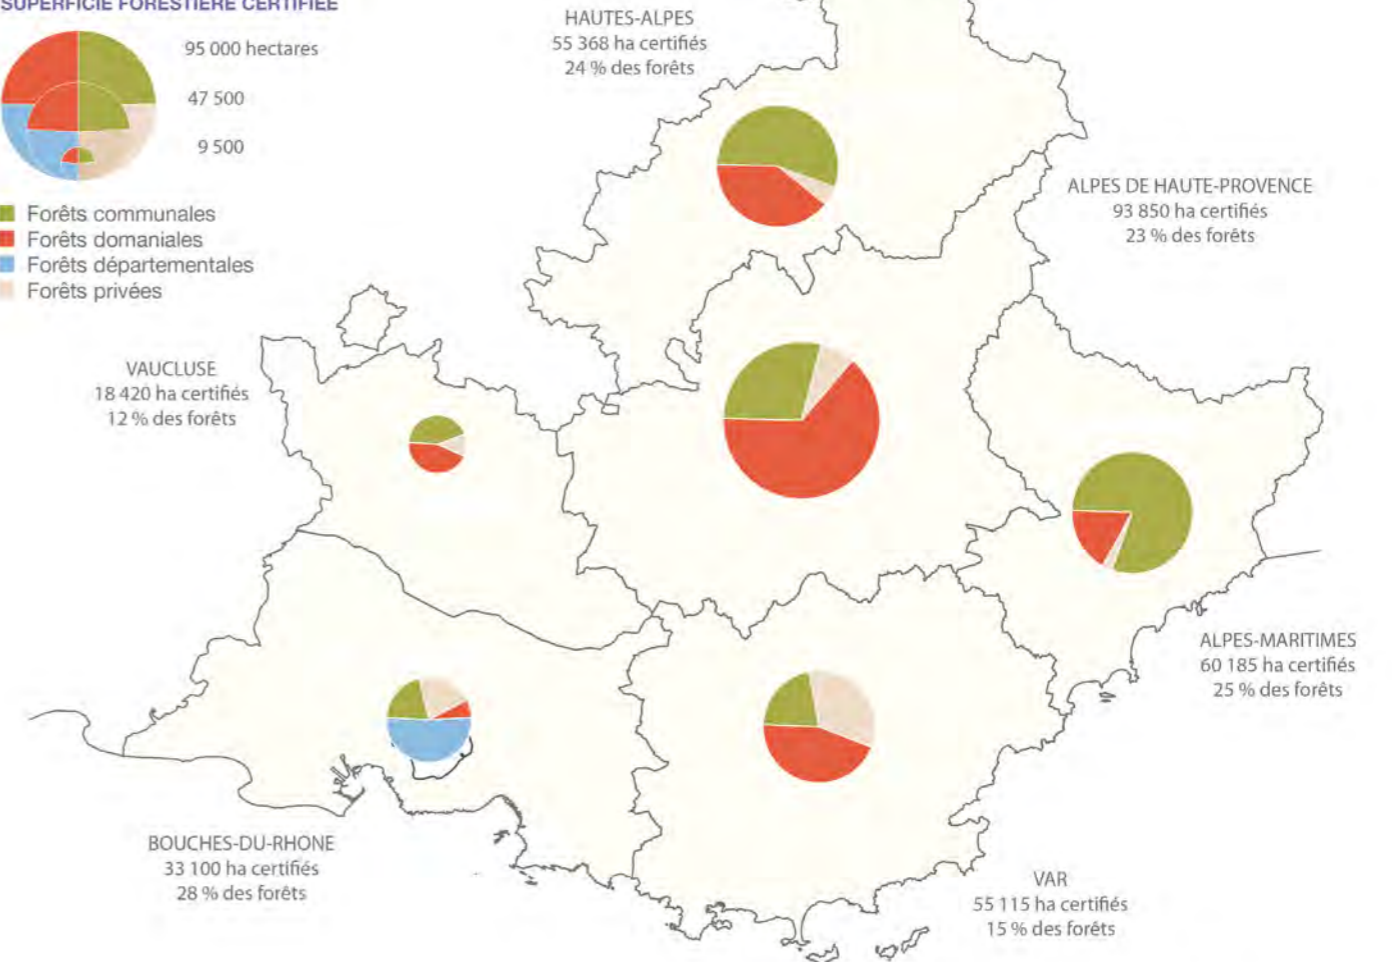 SUPERFICIE FORESTIÈRE CERTIFIÉE
95 000 hectares
47 500
9 500
Forêts communales
Forêts domaniales
Forêts départementales
Forêts privées
HAUTES-ALPES
55 368 ha certifiés
24 % des forêts
ALPES DE HAUTE-PROVENCE
93 850 ha certifiés
23 % des forêts
VAUCLUSE
18 420 ha certifiés
12 % des forêts
ALPES-MARITIMES
60 185 ha certifiés
25 % des forêts
BOUCHES-DU-RHONE
33 100 ha certifiés
28 % des forêts
VAR
55 115 ha certifiés
15 % des forêts